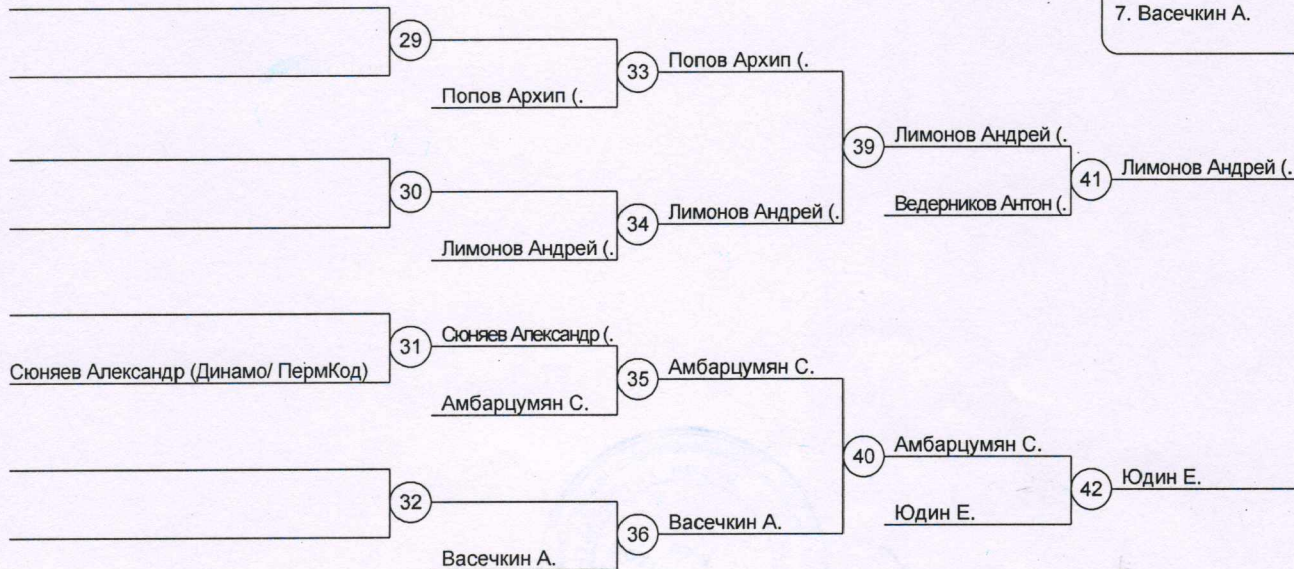 7. Васечкин А.
29
33
Попов Архип (.
Попов Архип (.
39
Лимонов Андрей (.
30
34
Лимонов Андрей (.
Лимонов Андрей (.
Ведерников Антон (.
41
Лимонов Андрей (.
31
Сюняев Александр (.
Сюняев Александр (Динамо/ ПермКод)
35
Амбарцумян С.
Амбарцумян С.
40
Амбарцумян С.
32
36
Васечкин А.
Васечкин А.
Юдин Е.
42
Юдин Е.